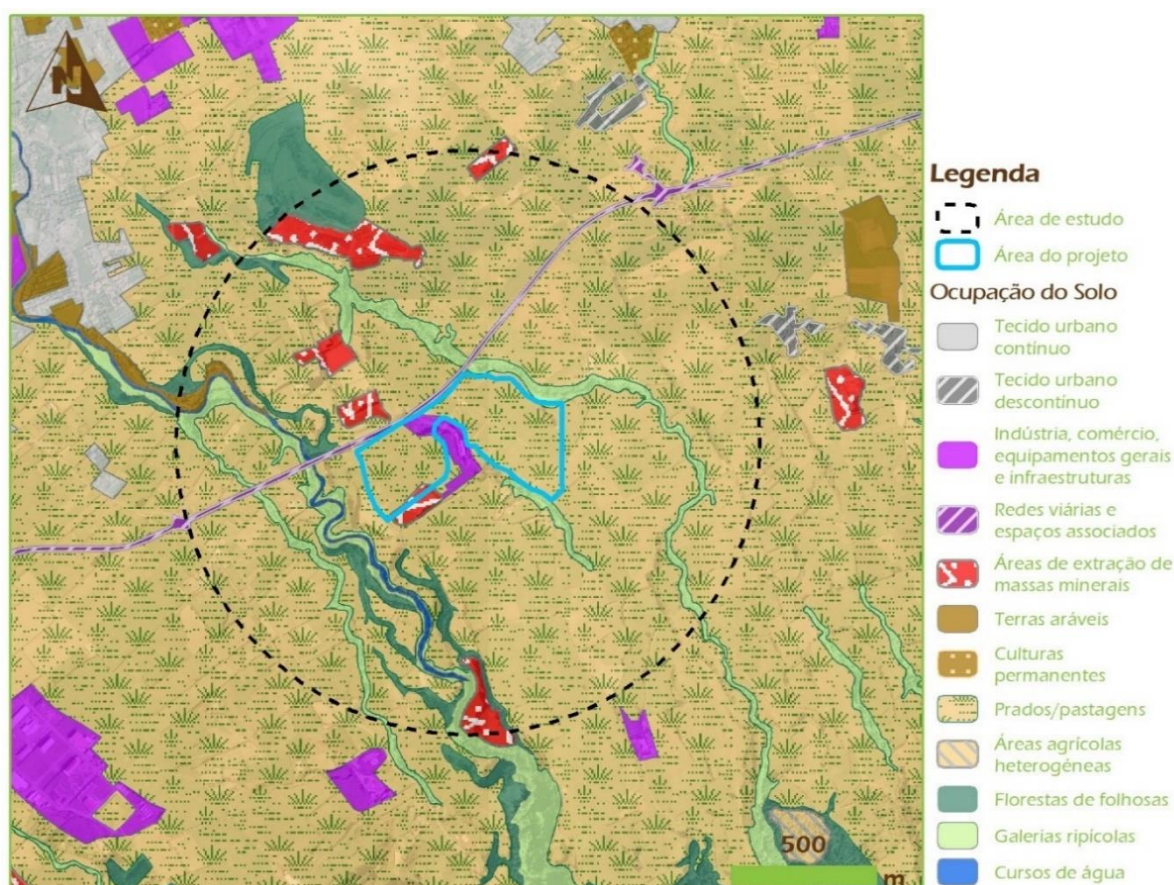 N
Legenda
Área de estudo
Área do projeto
Ocupação do Solo
Tecido urbano
contínuo
Tecido urbano
descontínuo
Indústria, comércio,
equipamentos gerais
e infraestruturas
Redes viárias e
espaços associados
Áreas de extração de
massas minerais
Terras aráveis
Culturas
permanentes
Prados/pastagens
Áreas agrícolas
heterogéneas
Florestas de folhosas
Galerias ripícolas
Cursos de água
500
m